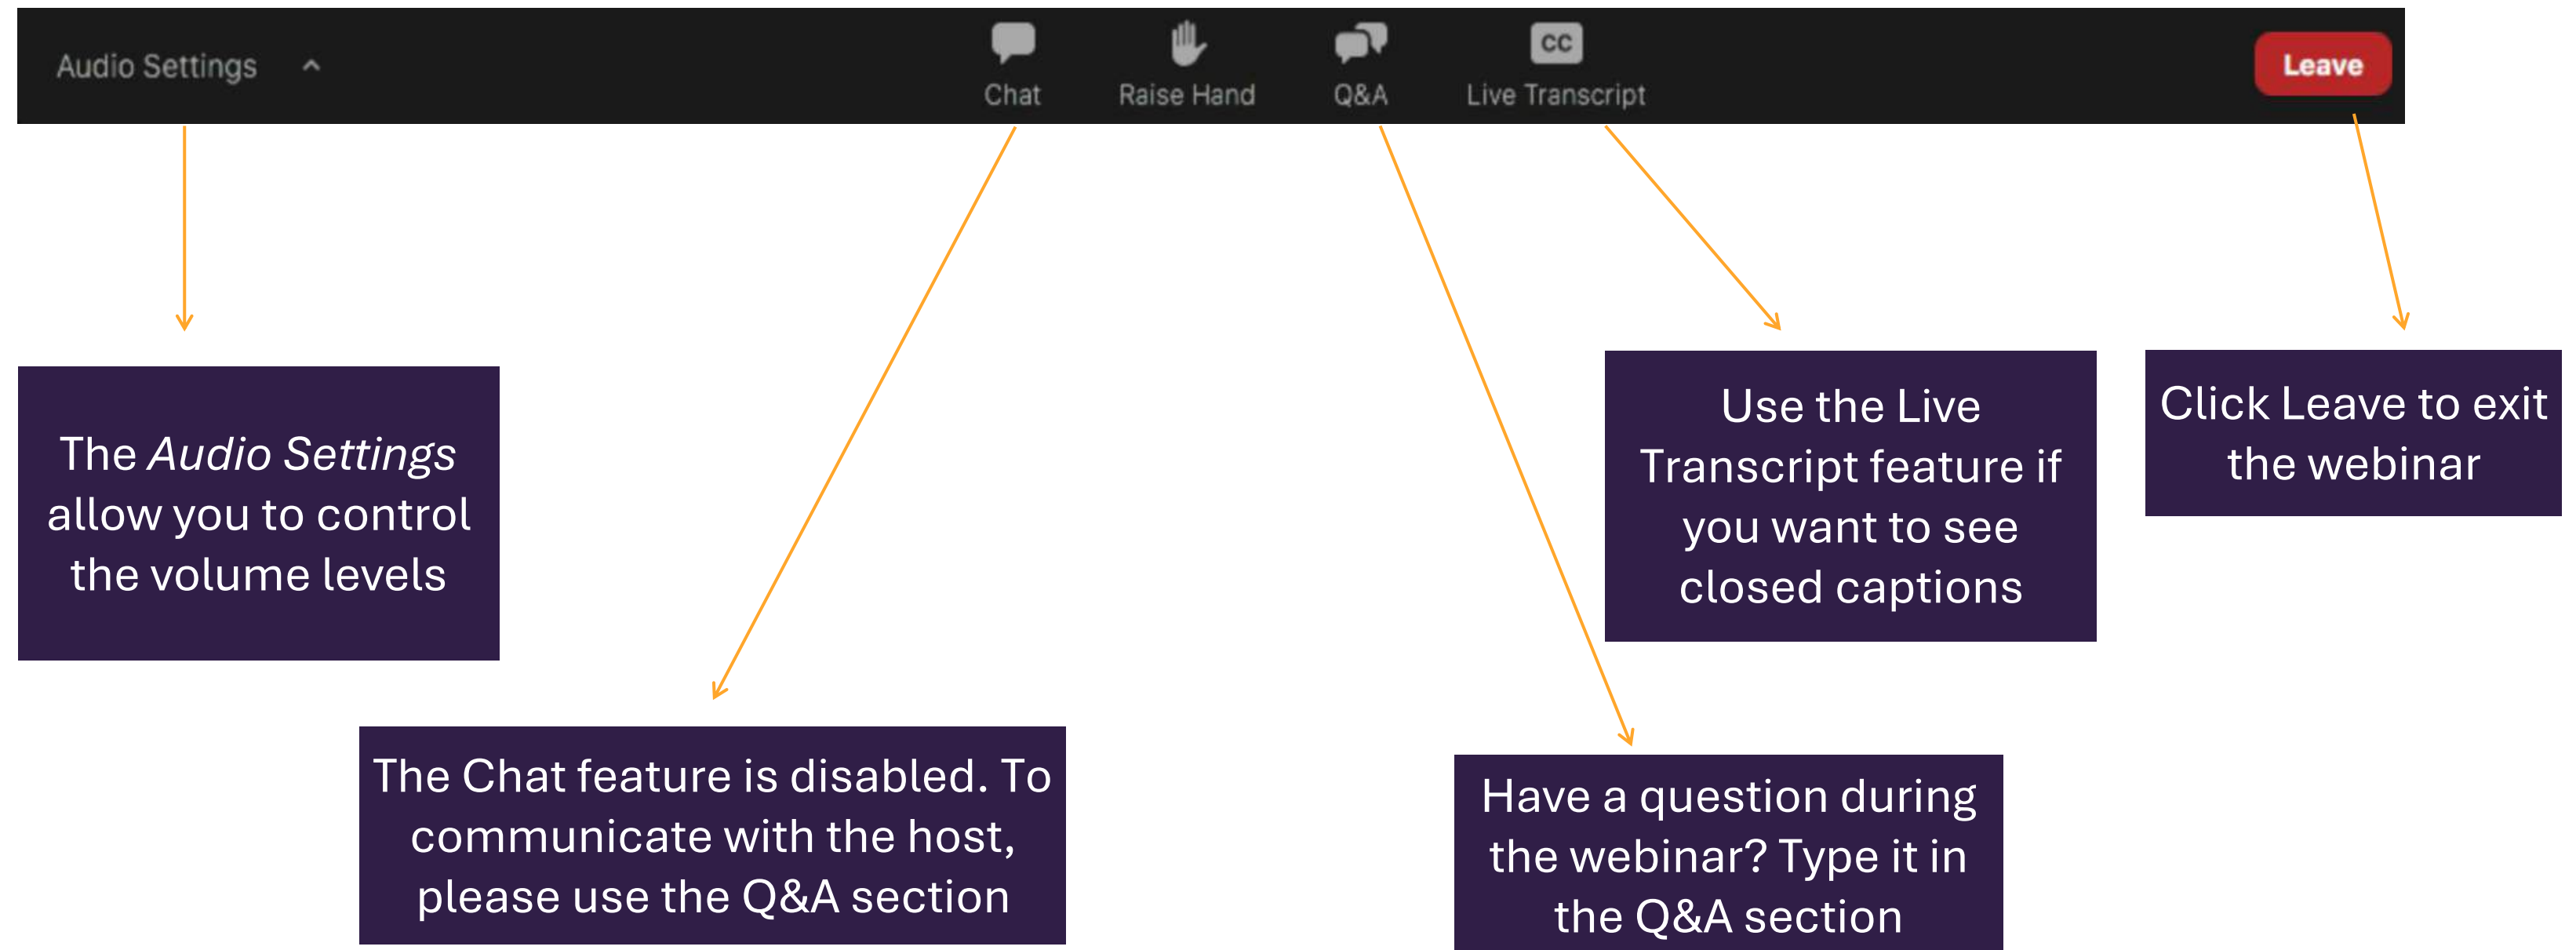 Audio Settings
Chat
Raise Hand
Q&A
CC
Live Transcript
Leave
The Audio Settings
allow you to control
the volume levels
The Chat feature is disabled. To
communicate with the host,
please use the Q&A section
Have a question during
the webinar? Type it in
the Q&A section
Use the Live
Transcript feature if
you want to see
closed captions
Click Leave to exit
the webinar